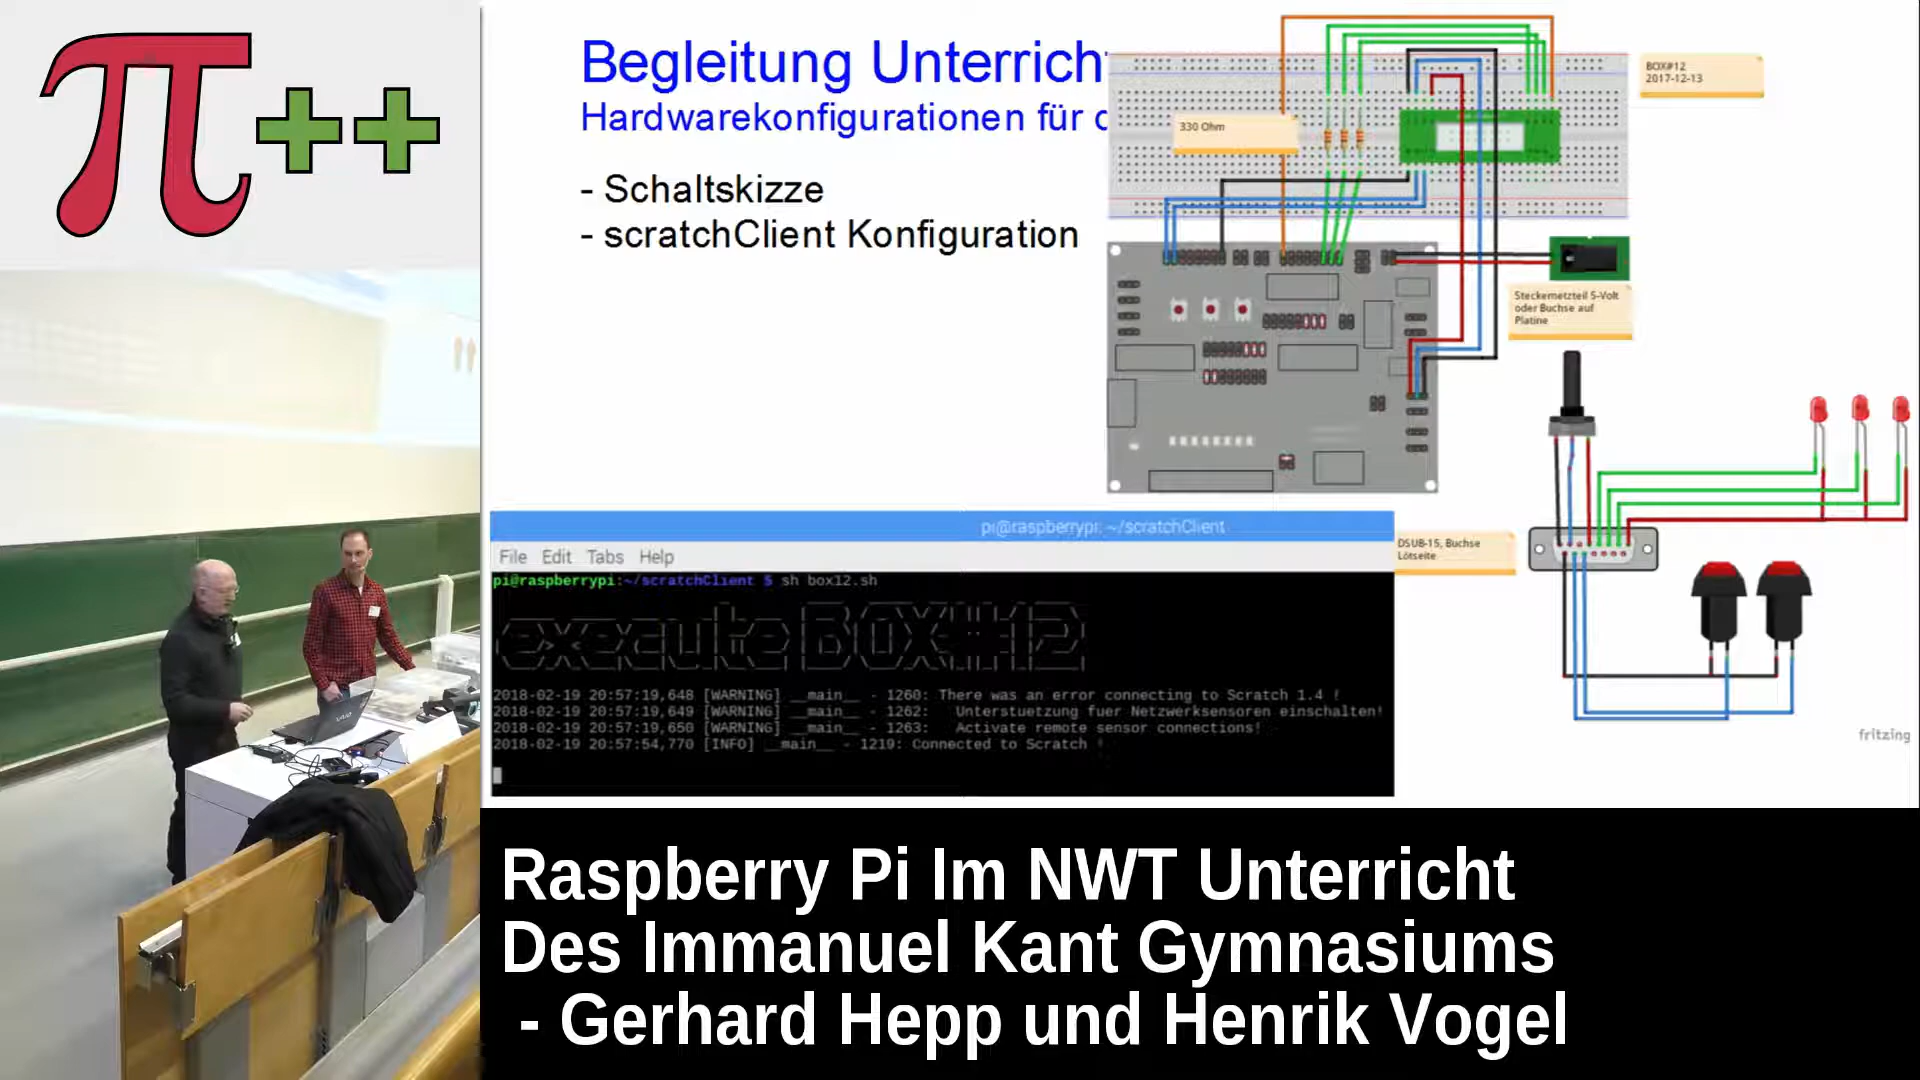 π++
Begleitung Unterrich
Hardwarekonfigurationen für
- Schaltskizze
- scratchClient Konfiguration
BOX#12
2017-12-13
330 Ohm
Steckernetzteil 5-Volt
oder Buchse auf
Platine
DSUB-15, Buchse
Lötseite
fritzing
pi@raspberrypi: ~/scratchClient
File Edit Tabs Help
pi@raspberrypi:~/scratchClient $ sh box12.sh
execute BOX#12
2018-02-19 20:57:19,648 [WARNING] __main__ - 1260: There was an error connecting to Scratch 1.4 !
2018-02-19 20:57:19,649 [WARNING] __main__ - 1262:   Unterstuetzung fuer Netzwerksensoren einschalten!
2018-02-19 20:57:19,650 [WARNING] __main__ - 1263:   Activate remote sensor connections!
2018-02-19 20:57:54,770 [INFO] __main__ - 1219: Connected to Scratch !
VAIO
Raspberry Pi Im NWT Unterricht
Des Immanuel Kant Gymnasiums
- Gerhard Hepp und Henrik Vogel